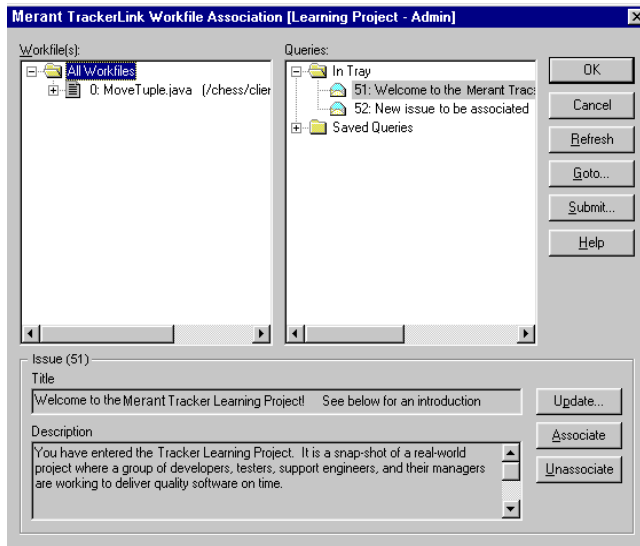 Merant TrackerLink Workfile Association [Learning Project - Admin]
Workfile(s):
All Workfiles
0: MoveTuple.java (/chess/clier
Queries:
In Tray
51: Welcome to the Merant Trac
52: New issue to be associated
Saved Queries
OK
Cancel
Refresh
Goto...
Submit...
Help
Issue (51)
Title
Welcome to the Merant Tracker Learning Project! See below for an introduction
Description
You have entered the Tracker Learning Project. It is a snap-shot of a real-world
project where a group of developers, testers, support engineers, and their managers
are working to deliver quality software on time.
Update...
Associate
Unassociate